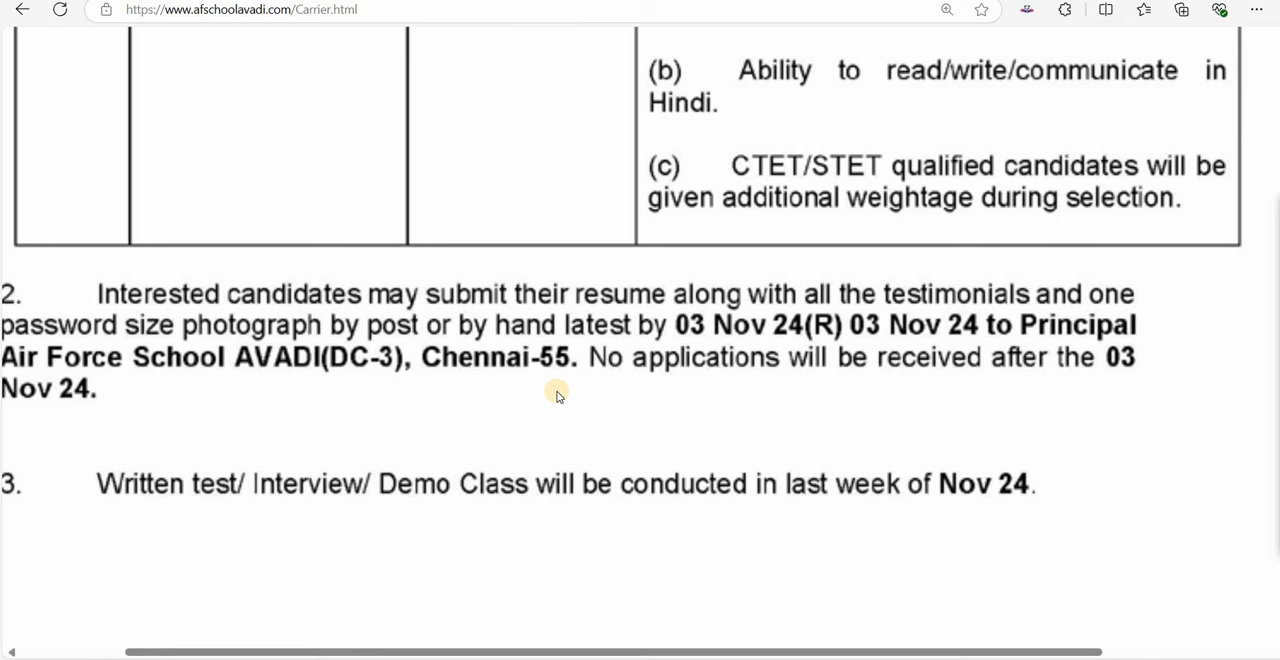 https://www.afschoolavadi.com/Carrier.html
(b) Ability to read/write/communicate in
Hindi.
(c) CTET/STET qualified candidates will be
given additional weightage during selection.
2. Interested candidates may submit their resume along with all the testimonials and one
password size photograph by post or by hand latest by 03 Nov 24(R) 03 Nov 24 to Principal
Air Force School AVADI(DC-3), Chennai-55. No applications will be received after the 03
Nov 24.
3. Written test/ Interview/ Demo Class will be conducted in last week of Nov 24.